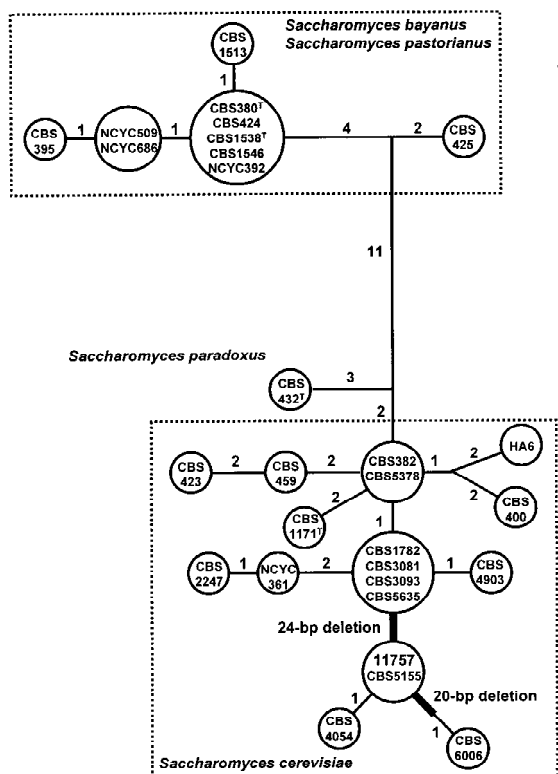 Saccharomyces bayanus
Saccharomyces pastorianus
CBS
1513
1
CBS
395
1
NCYC509
NCYC686
1
CBS380T
CBS424
CBS1538T
CBS1546
NCYC392
4
2
CBS
425
11
Saccharomyces paradoxus
CBS
432T
3
2
CBS
423
2
CBS
459
2
CBS382
CBS5378
1
2
HA6
2
CBS
400
2
CBS
1171T
1
CBS
2247
1
NCYC
361
2
CBS1782
CBS3081
CBS3093
CBS5635
1
CBS
4903
24-bp deletion
11757
CBS5155
20-bp deletion
1
CBS
4054
1
CBS
6006
Saccharomyces cerevisiae